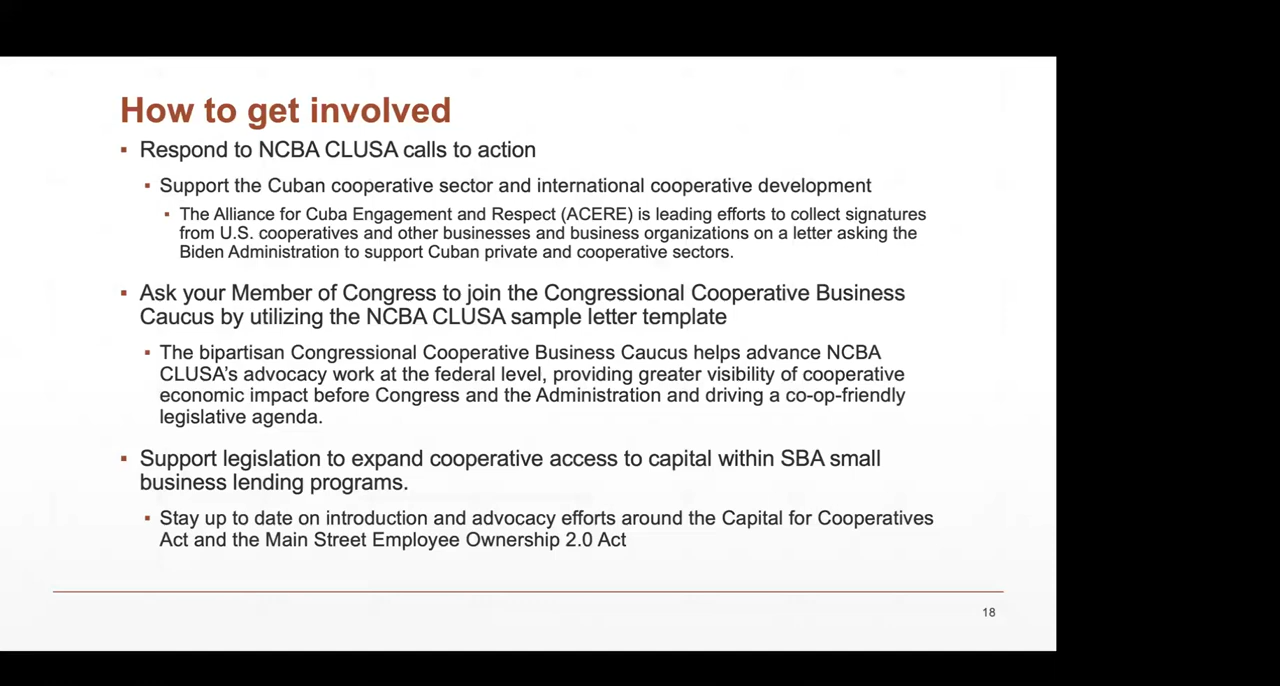 How to get involved
▪ Respond to NCBA CLUSA calls to action
▪ Support the Cuban cooperative sector and international cooperative development
▪ The Alliance for Cuba Engagement and Respect (ACERE) is leading efforts to collect signatures
from U.S. cooperatives and other businesses and business organizations on a letter asking the
Biden Administration to support Cuban private and cooperative sectors.
▪ Ask your Member of Congress to join the Congressional Cooperative Business
Caucus by utilizing the NCBA CLUSA sample letter template
▪ The bipartisan Congressional Cooperative Business Caucus helps advance NCBA
CLUSA’s advocacy work at the federal level, providing greater visibility of cooperative
economic impact before Congress and the Administration and driving a co-op-friendly
legislative agenda.
▪ Support legislation to expand cooperative access to capital within SBA small
business lending programs.
▪ Stay up to date on introduction and advocacy efforts around the Capital for Cooperatives
Act and the Main Street Employee Ownership 2.0 Act
18